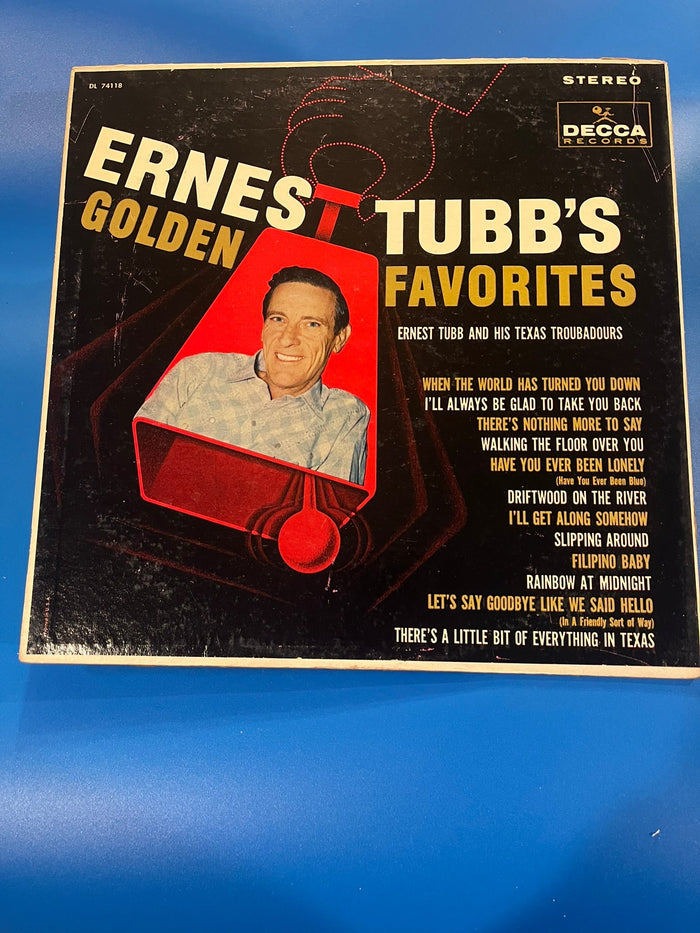 DL 74118
STEREO
DECCA
RECORDS
ERNEST TUBB'S
GOLDEN FAVORITES
ERNEST TUBB AND HIS TEXAS TROUBADOURS
WHEN THE WORLD HAS TURNED YOU DOWN
I'LL ALWAYS BE GLAD TO TAKE YOU BACK
THERE'S NOTHING MORE TO SAY
WALKING THE FLOOR OVER YOU
HAVE YOU EVER BEEN LONELY
(Have You Ever Been Blue)
DRIFTWOOD ON THE RIVER
I'LL GET ALONG SOMEHOW
SLIPPING AROUND
FILIPINO BABY
RAINBOW AT MIDNIGHT
LET'S SAY GOODBYE LIKE WE SAID HELLO
(In A Friendly Sort of Way)
THERE'S A LITTLE BIT OF EVERYTHING IN TEXAS